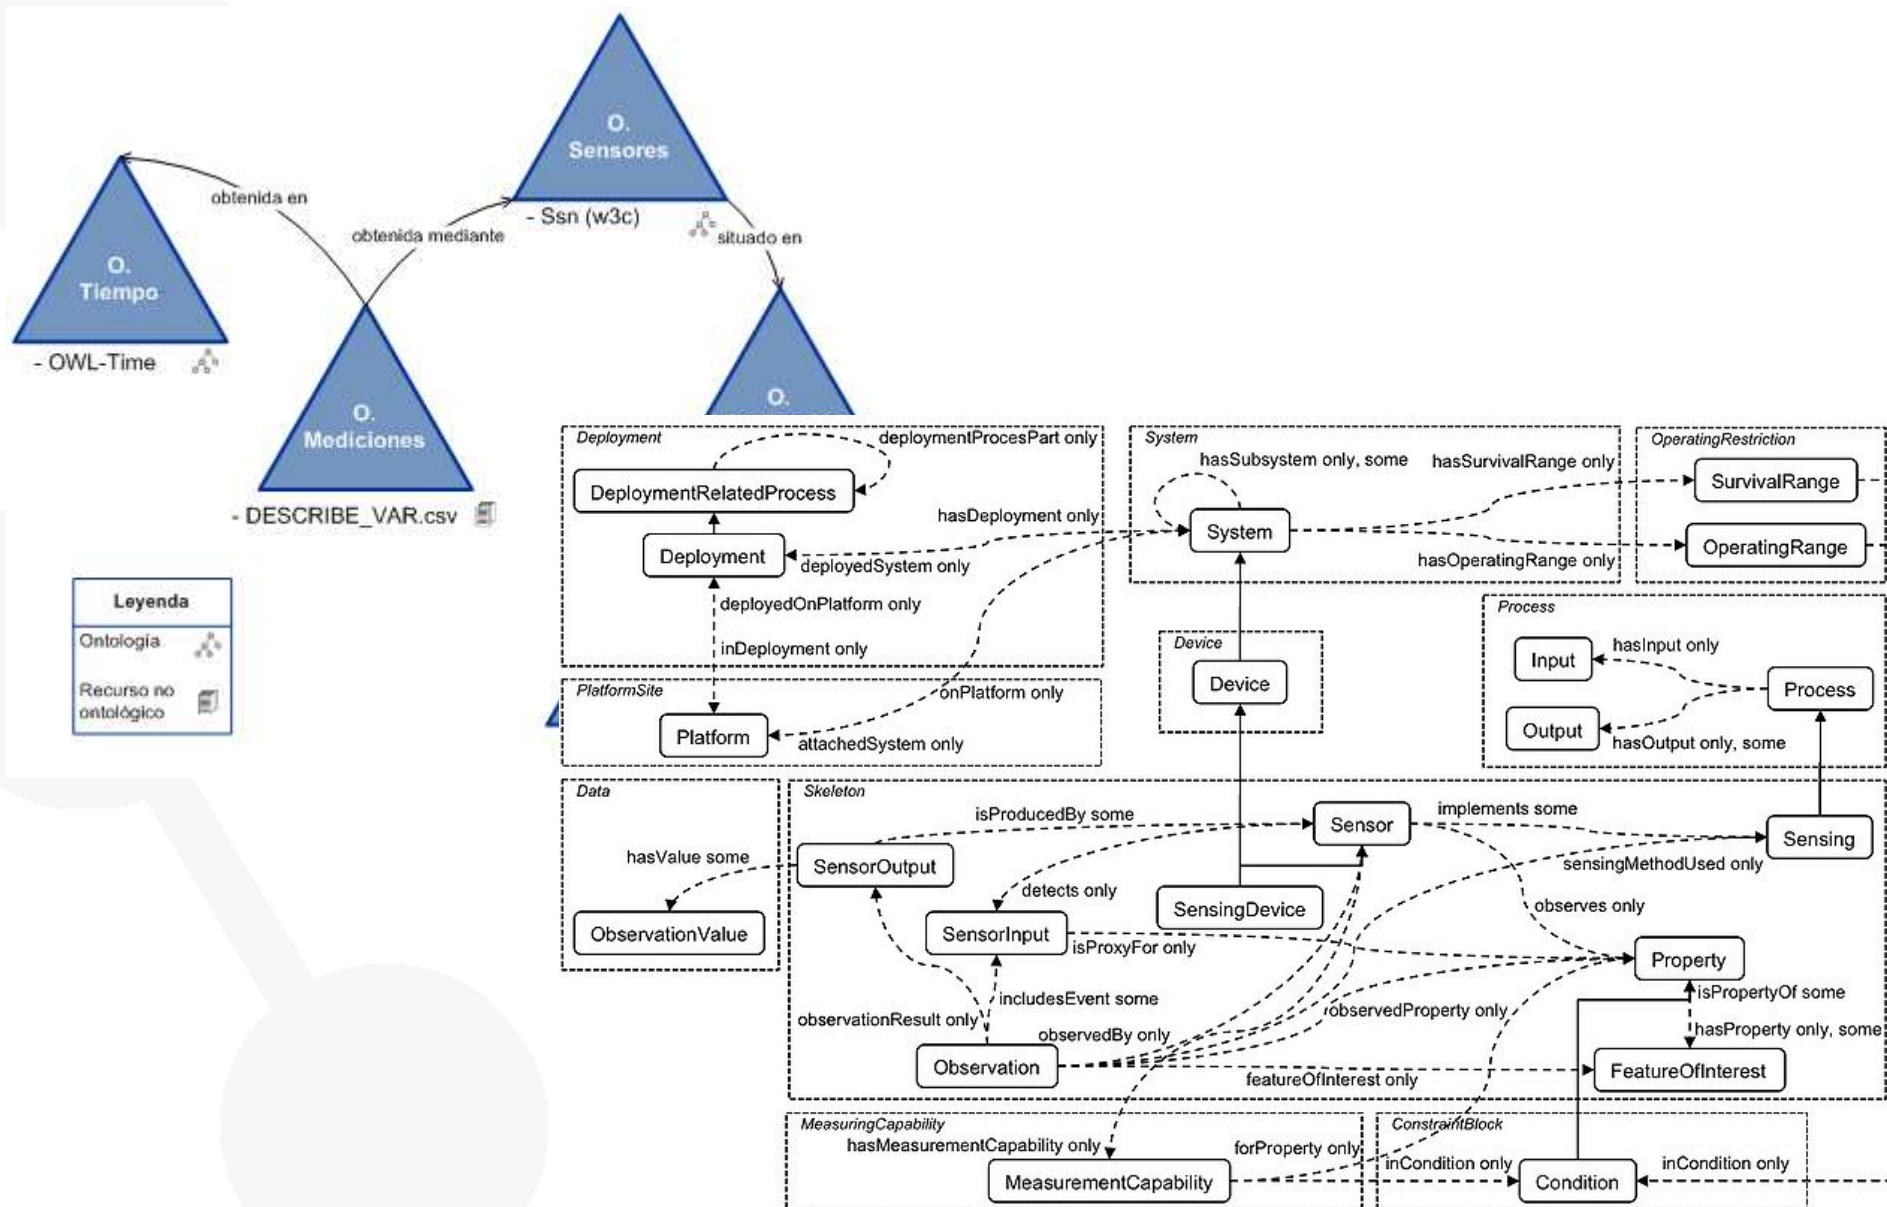 O.
Sensores
- Ssn (w3c)
obtenida en
obtenida mediante
situado en
O.
Tiempo
- OWL-Time
O.
Mediciones
- DESCRIBE_VAR.csv
O.
Leyenda
Ontología
Recurso no
ontológico
Deployment
deploymentProcesPart only
DeploymentRelatedProcess
hasDeployment only
Deployment
deployedSystem only
deployedOnPlatform only
inDeployment only
System
hasSubsystem only, some
hasSurvivalRange only
System
hasOperatingRange only
OperatingRestriction
SurvivalRange
OperatingRange
Process
hasInput only
Input
Process
Output
hasOutput only, some
Device
Device
PlatformSite
onPlatform only
Platform
attachedSystem only
Data
hasValue some
ObservationValue
Skeleton
isProducedBy some
Sensor
implements some
Sensing
SensorOutput
sensingMethodUsed only
detects only
SensingDevice
observes only
SensorInput
isProxyFor only
Property
includesEvent some
isPropertyOf some
observationResult only
observedProperty only
observedBy only
hasProperty only, some
Observation
featureOfInterest only
FeatureOfInterest
MeasuringCapability
hasMeasurementCapability only
forProperty only
MeasurementCapability
ConstraintBlock
inCondition only
inCondition only
Condition